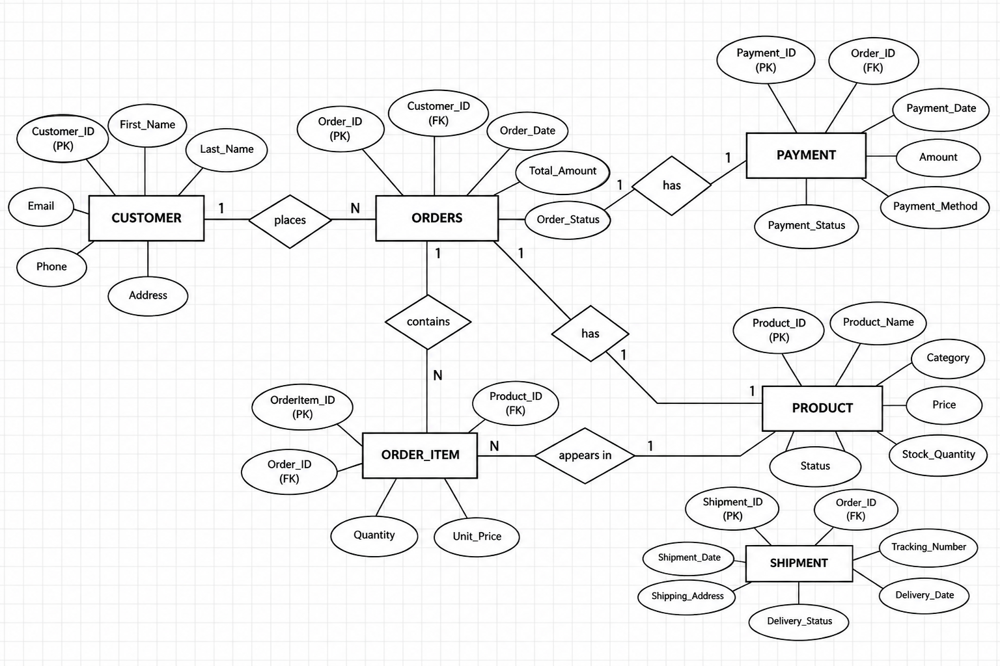 Customer_ID
(PK)
First_Name
Last_Name
Email
Phone
Address
CUSTOMER
1
places
N
Order_ID
(PK)
Customer_ID
(FK)
Order_Date
Total_Amount
Order_Status
ORDERS
1
has
1
Payment_ID
(PK)
Order_ID
(FK)
Payment_Date
Amount
Payment_Method
Payment_Status
PAYMENT
1
contains
N
1
has
1
1
Product_ID
(PK)
Product_Name
Category
Price
Stock_Quantity
Status
PRODUCT
OrderItem_ID
(PK)
Product_ID
(FK)
Order_ID
(FK)
ORDER_ITEM
Quantity
Unit_Price
N
appears in
1
Shipment_ID
(PK)
Order_ID
(FK)
Shipment_Date
Tracking_Number
SHIPMENT
Shipping_Address
Delivery_Date
Delivery_Status